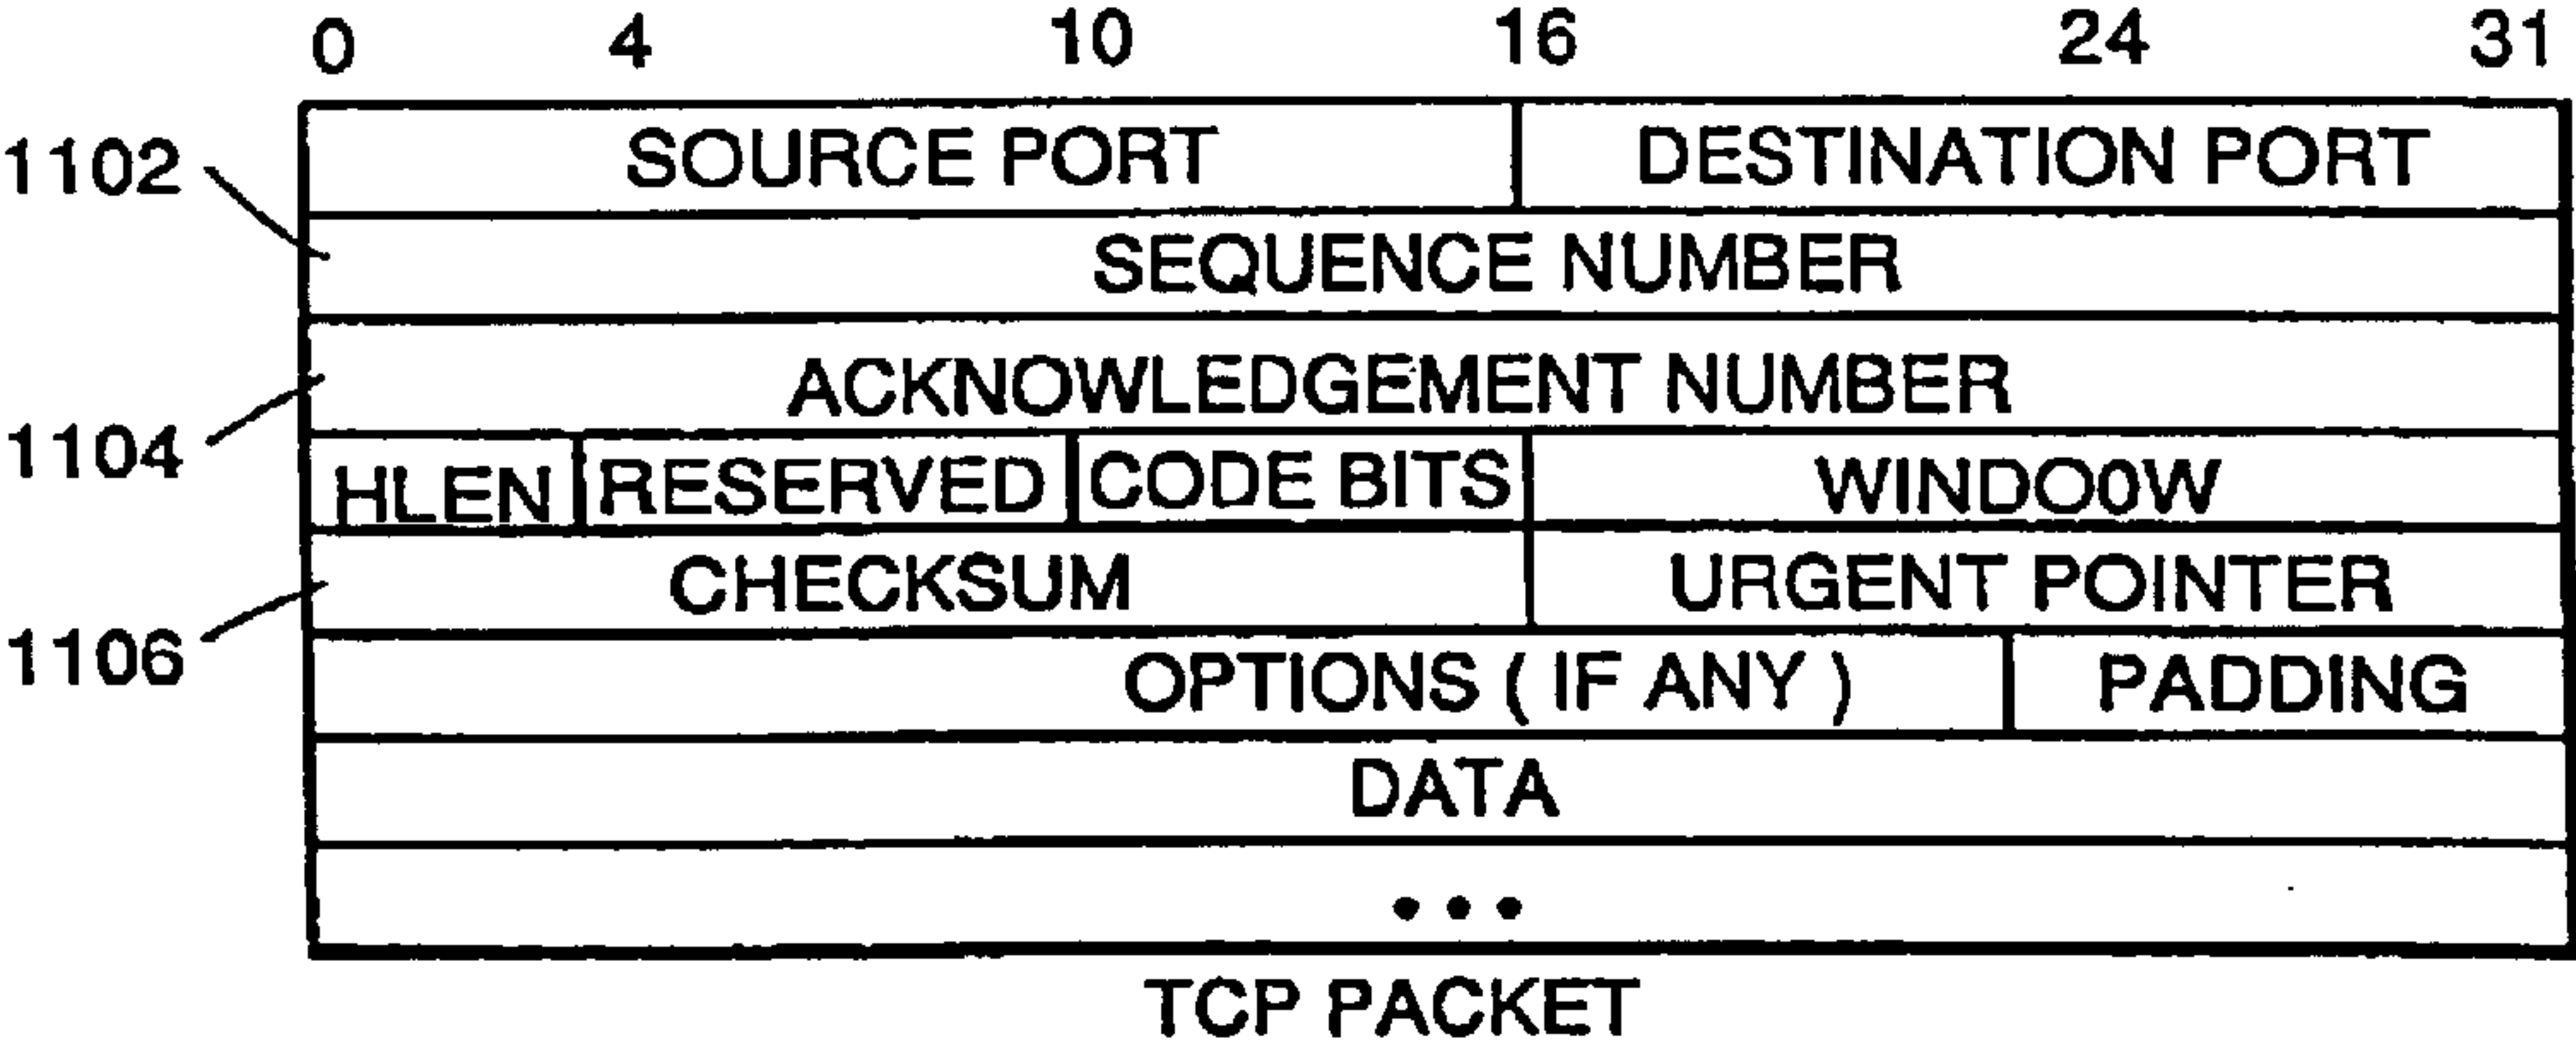 0 4 10 16 24 31
SOURCE PORT DESTINATION PORT
1102
SEQUENCE NUMBER
ACKNOWLEDGEMENT NUMBER
1104
HLEN RESERVED CODE BITS WINDO0W
CHECKSUM URGENT POINTER
1106
OPTIONS ( IF ANY ) PADDING
DATA
•••
TCP PACKET